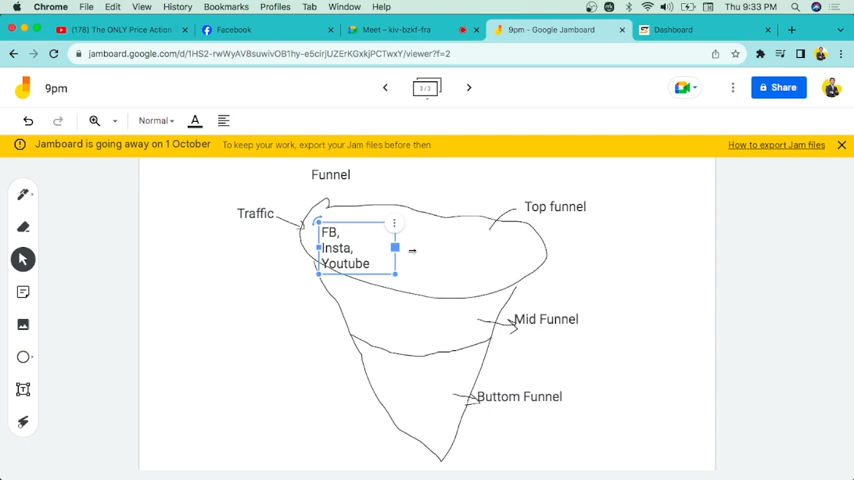 Chrome File Edit View History Bookmarks Profiles Tab Window Help Thu 9:33 PM
(178) The ONLY Price Action
Facebook
Meet – kiv-bzkf-fra
9pm - Google Jamboard
Dashboard
jamboard.google.com/d/1HS2-rwWyAV8suwivOB1hy-e5cirjUZErKGxkjPCTwxY/viewer?f=2
9pm
3/3
Share
Normal
Jamboard is going away on 1 October To keep your work, export your Jam files before then How to export Jam files
Funnel
Traffic
Top funnel
FB,
Insta,
Youtube
Mid Funnel
Buttom Funnel